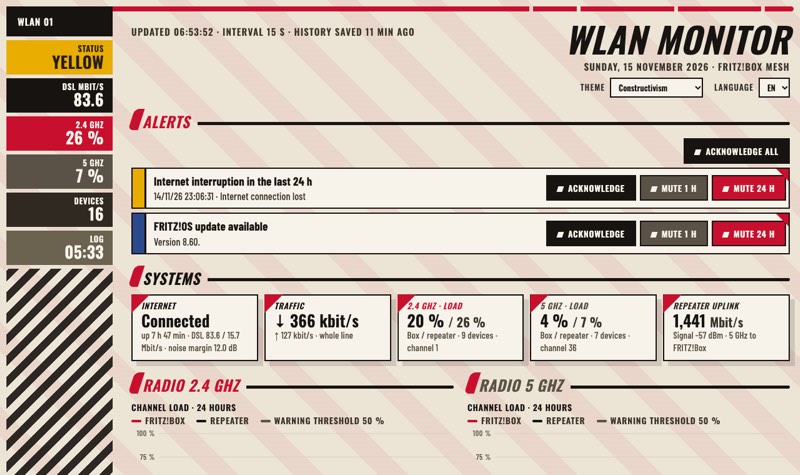 WLAN 01
STATUS
YELLOW
DSL MBIT/S
83.6
2.4 GHZ
26 %
5 GHZ
7 %
DEVICES
16
LOG
05:33
UPDATED 06:53:52 · INTERVAL 15 S · HISTORY SAVED 11 MIN AGO
WLAN MONITOR
SUNDAY, 15 NOVEMBER 2026 · FRITZ!BOX MESH
THEME Constructivism LANGUAGE EN
ALERTS
ACKNOWLEDGE ALL
Internet interruption in the last 24 h
14/11/26 23:06:31 · Internet connection lost
ACKNOWLEDGE MUTE 1 H MUTE 24 H
FRITZ!OS update available
Version 8.60.
ACKNOWLEDGE MUTE 1 H MUTE 24 H
SYSTEMS
INTERNET
Connected
up 7 h 47 min · DSL 83.6 / 15.7
Mbit/s · noise margin 12.0 dB
TRAFFIC
↓ 366 kbit/s
↑ 127 kbit/s · whole line
2.4 GHZ · LOAD
20 % / 26 %
Box / repeater · 9 devices ·
channel 1
5 GHZ · LOAD
4 % / 7 %
Box / repeater · 7 devices ·
channel 36
REPEATER UPLINK
1,441 Mbit/s
Signal -57 dBm · 5 GHz to
FRITZ!Box
RADIO 2.4 GHZ
CHANNEL LOAD · 24 HOURS
FRITZ!BOX REPEATER WARNING THRESHOLD 50 %
100 %
75 %
RADIO 5 GHZ
CHANNEL LOAD · 24 HOURS
FRITZ!BOX REPEATER WARNING THRESHOLD 50 %
100 %
75 %